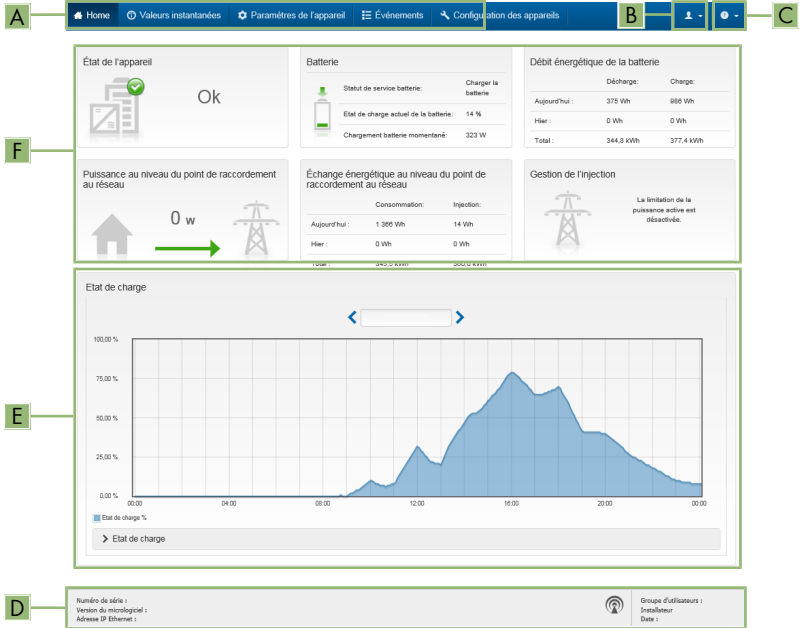 A
Home Valeurs instantanées Paramètres de l'appareil Événements Configuration des appareils
B
C
F
État de l'appareil
Ok
Batterie
Statut de service batterie: Charger la batterie
Etat de charge actuel de la batterie: 14 %
Chargement batterie momentané: 323 W
Débit énergétique de la batterie
Décharge: Charge:
Aujourd'hui : 375 Wh 986 Wh
Hier : 0 Wh 0 Wh
Total : 344,8 kWh 377,4 kWh
Puissance au niveau du point de raccordement
au réseau
0 w
Échange énergétique au niveau du point de
raccordement au réseau
Consommation: Injection:
Aujourd'hui : 1 366 Wh 14 Wh
Hier : 0 Wh 0 Wh
Gestion de l'injection
La limitation de la
puissance active est
désactivée.
E
Etat de charge
100,00 %
75,00 %
50,00 %
25,00 %
0,00 %
00:00 04:00 08:00 12:00 16:00 20:00 00:00
Etat de charge %
Etat de charge
D
Numéro de série :
Version du micrologiciel :
Adresse IP Ethernet :
Groupe d'utilisateurs :
Installateur
Date :